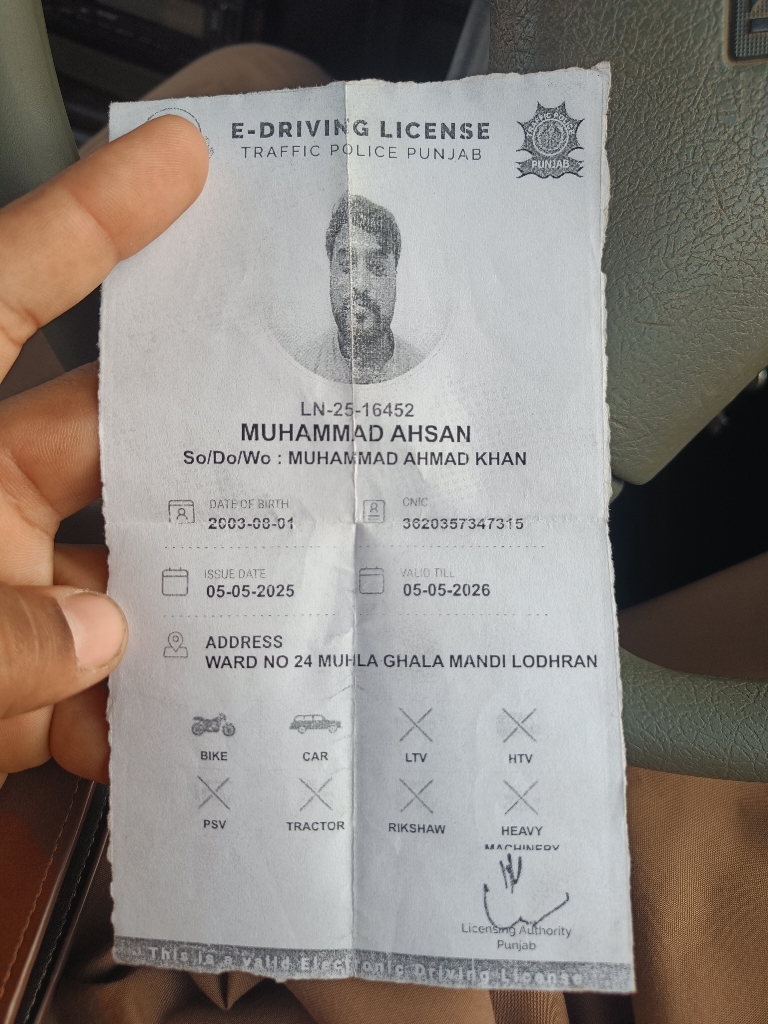 E-DRIVING LICENSE
TRAFFIC POLICE PUNJAB
TRAFFIC POLICE
PUNJAB
LN-25-16452
MUHAMMAD AHSAN
So/Do/Wo : MUHAMMAD AHMAD KHAN
DATE OF BIRTH
2003-08-01
CNIC
3620357347315
ISSUE DATE
05-05-2025
VALID TILL
05-05-2026
ADDRESS
WARD NO 24 MUHLA GHALA MANDI LODHRAN
BIKE CAR LTV HTV
PSV TRACTOR RIKSHAW HEAVY
MACHINERY
Licensing Authority
Punjab
This is a valid Electronic Driving License